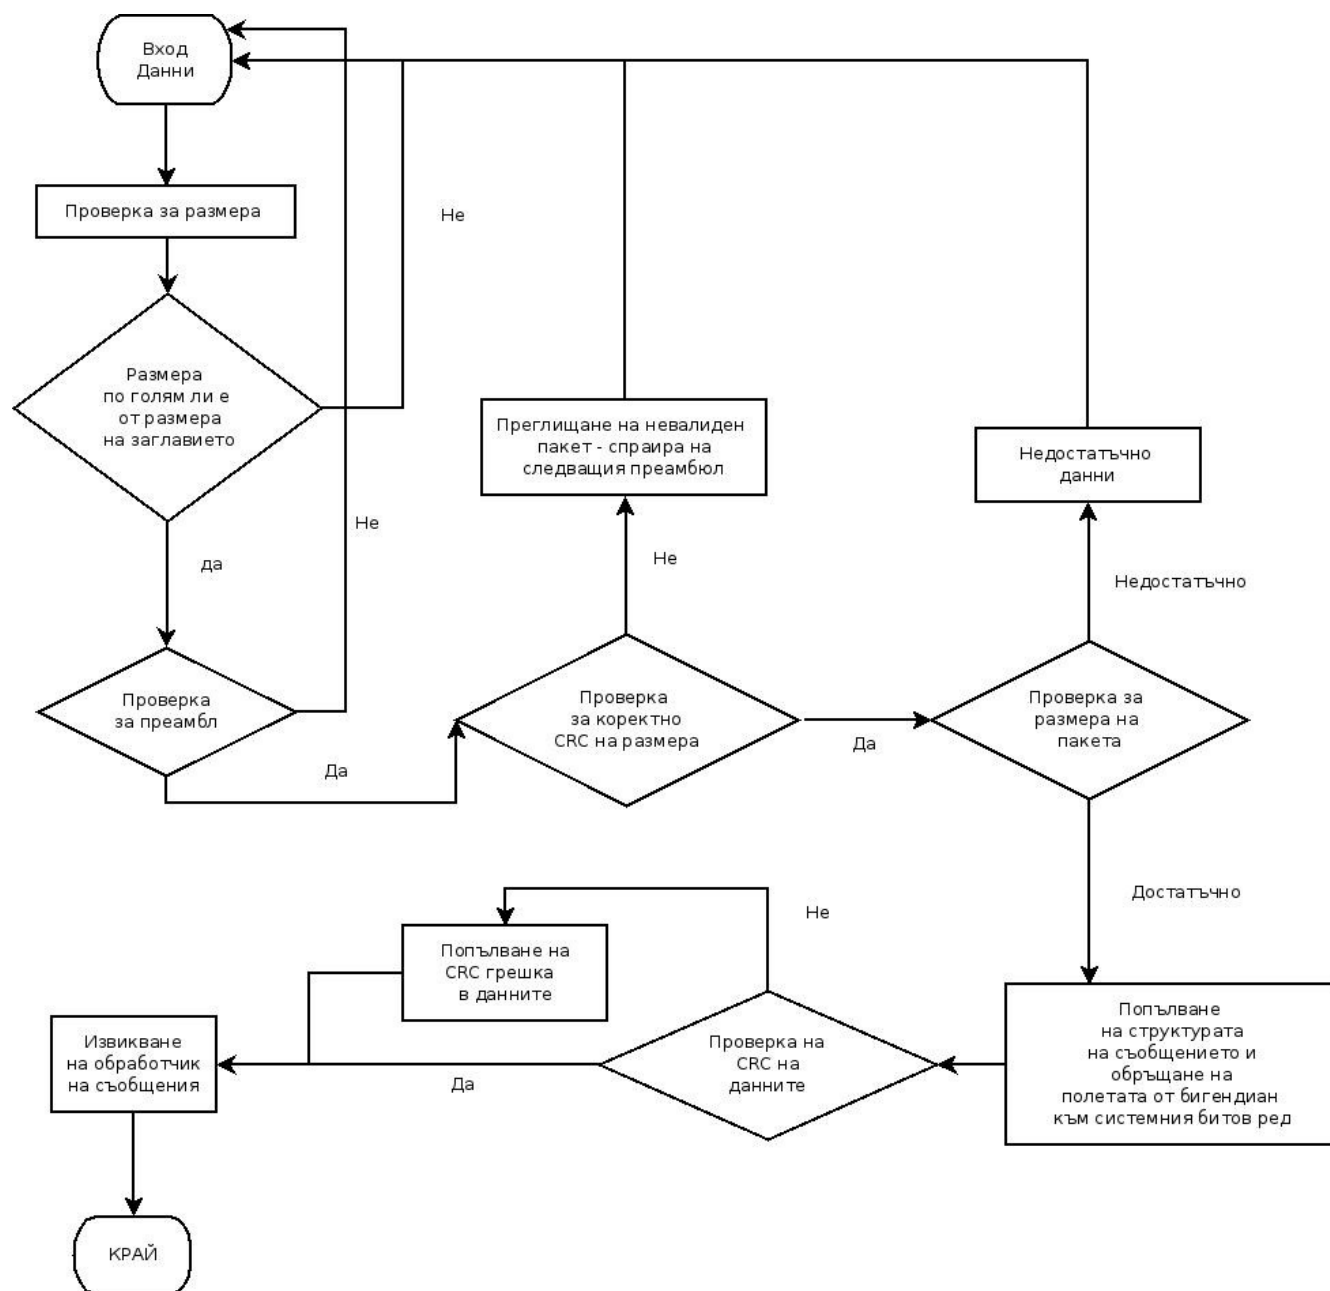 Вход
Данни
Проверка за размера
Не
Размера
по голям ли е
от размера
на заглавието
Преглищане на невалиден
пакет - спраира на
следващия преамбюл
Недостатъчно
данни
Не
да
Не
Недостатъчно
Проверка
за преамбл
Да
Проверка
за коректно
CRC на размера
Да
Проверка за
размера на
пакета
Достатъчно
Не
Попълване на
CRC грешка
в данните
Извикване
на обработчик
на съобщения
Да
Проверка на
CRC на
данните
Попълване
на структурата
на съобщението и
обръщане на
полетата от бигендиан
към системния битов ред
КРАЙ